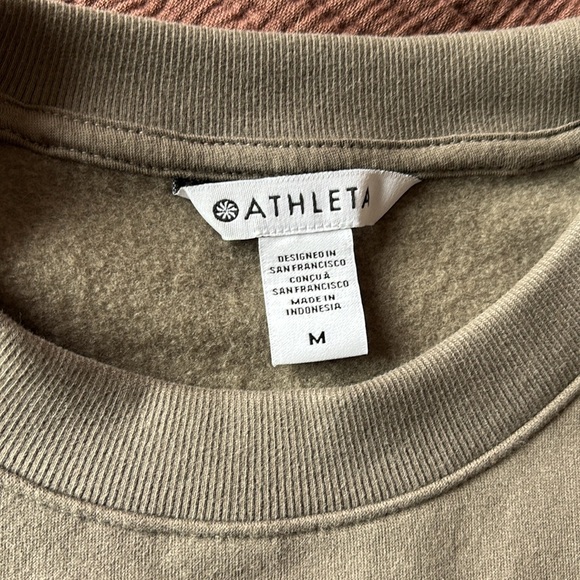 ATHLETA
DESIGNED IN
SAN FRANCISCO
CONÇU À
SAN FRANCISCO
MADE IN
INDONESIA
M